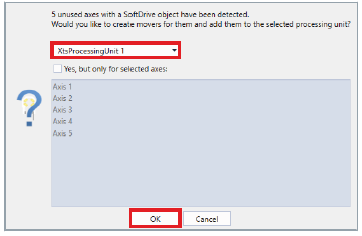 5 unused axes with a SoftDrive object have been detected.
Would you like to create movers for them and add them to the selected processing unit?
XtsProcessingUnit 1
Yes, but only for selected axes:
Axis 1
Axis 2
Axis 3
Axis 4
Axis 5
OK
Cancel